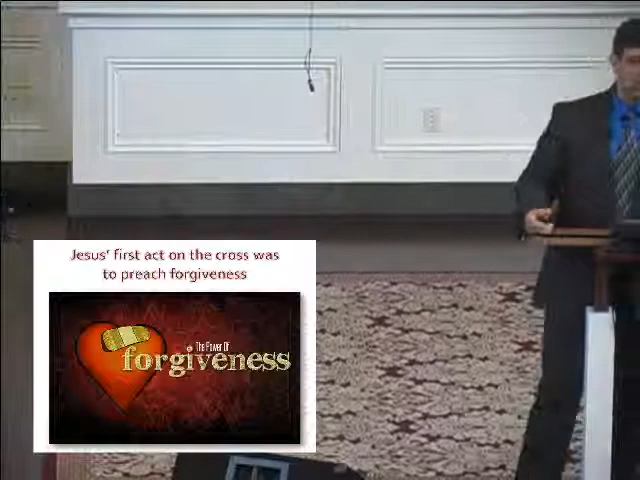 Jesus' first act on the cross was
to preach forgiveness
The Power Of
forgiveness